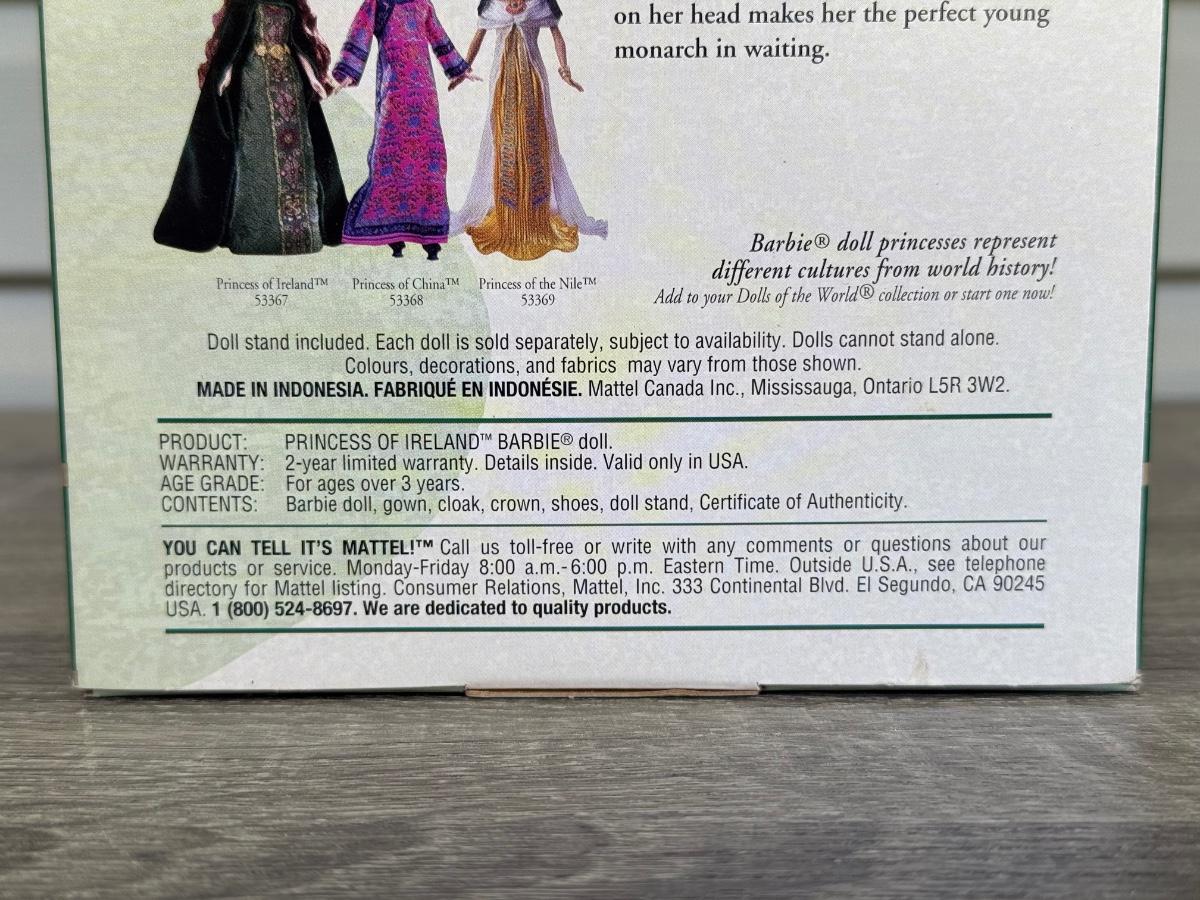 on her head makes her the perfect young
monarch in waiting.
Princess of Ireland™ Princess of China™ Princess of the Nile™
53367 53368 53369
Barbie® doll princesses represent
different cultures from world history!
Add to your Dolls of the World® collection or start one now!
Doll stand included. Each doll is sold separately, subject to availability. Dolls cannot stand alone.
Colours, decorations, and fabrics may vary from those shown.
MADE IN INDONESIA. FABRIQUÉ EN INDONÉSIE. Mattel Canada Inc., Mississauga, Ontario L5R 3W2.
PRODUCT: PRINCESS OF IRELAND™ BARBIE® doll.
WARRANTY: 2-year limited warranty. Details inside. Valid only in USA.
AGE GRADE: For ages over 3 years.
CONTENTS: Barbie doll, gown, cloak, crown, shoes, doll stand, Certificate of Authenticity.
YOU CAN TELL IT'S MATTEL!™ Call us toll-free or write with any comments or questions about our
products or service. Monday-Friday 8:00 a.m.-6:00 p.m. Eastern Time. Outside U.S.A., see telephone
directory for Mattel listing. Consumer Relations, Mattel, Inc. 333 Continental Blvd. El Segundo, CA 90245
USA. 1 (800) 524-8697. We are dedicated to quality products.